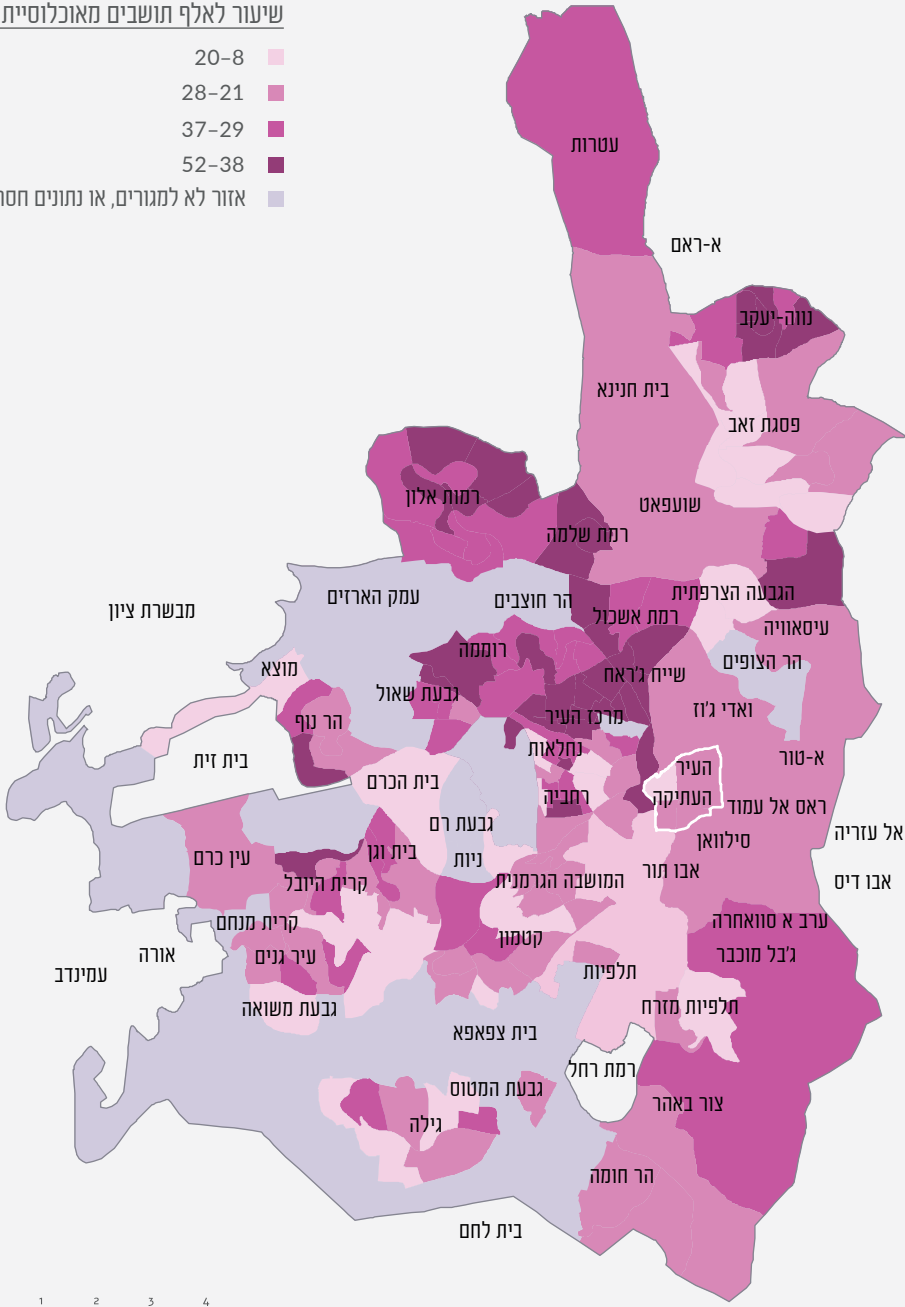 שיעור לאלף תושבים מאוכלוסיית
20–8
28–21
37–29
52–38
אזור לא למגורים, או נתונים
עטרות
א-ראם
נווה-יעקב
בית חנינא
פסגת זאב
רמות אלון
שועפאט
רמת שלמה
הגבעה הצרפתית
עמק הארזים
הר חוצבים
רמת אשכול
מבשרת ציון
עיסאוויה
רוממה
הר הצופים
מוצא
שייח ג'ראח
גבעת שאול
ואדי ג'וז
מרכז העיר
הר נוף
נחלאות
א-טור
בית זית
העיר
העתיקה
בית הכרם
רחביה
ראס אל עמוד
גבעת רם
סילוואן
אל עזריה
עין כרם
בית וגן
ניות
אבו תור
קרית היובל
המושבה הגרמנית
אבו דיס
קרית מנחם
ערב א סוואחרה
קטמון
אורה
עיר גנים
ג'בל מוכבר
עמינדב
תלפיות
גבעת משואה
תלפיות מזרח
בית צפאפא
רמת רחל
גבעת המטוס
צור באהר
גילה
הר חומה
בית לחם
1 2 3 4